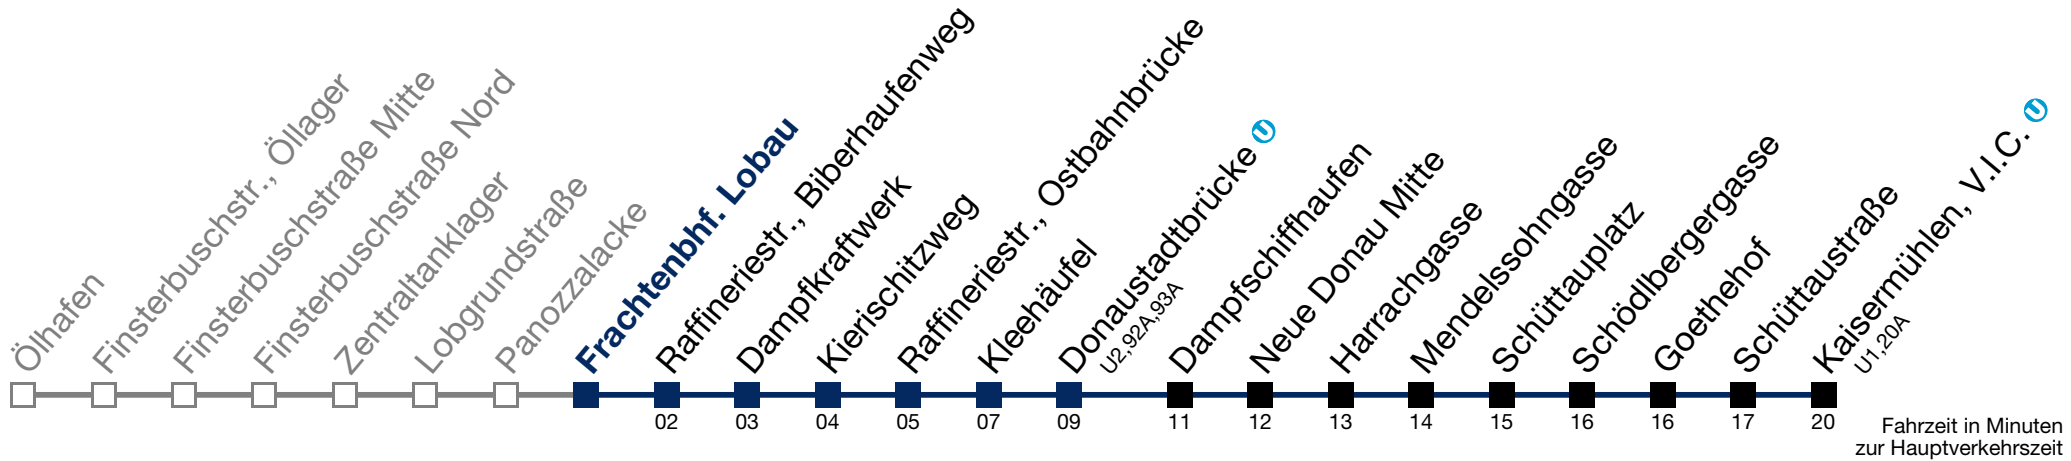 Ölhafen
Finsterbuschstr., Öllager
Finsterbuschstraße Mitte
Finsterbuschstraße Nord
Zentraltanklager
Lobgrundstraße
Panozzalacke
Frachtenbhf. Lobau
Raffineriestr., Biberhaufenweg
Dampfkraftwerk
Kierischitzweg
Raffineriestr., Ostbahnbrücke
Kleehäufel
Donaustadtbrücke U
U2,92A,93A
Dampfschiffhaufen
Neue Donau Mitte
Harrachgasse
Mendelssohngasse
Schüttauplatz
Schödlbergergasse
Goethehof
Schüttaustraße
Kaisermühlen, V.I.C. U
U1,20A
02 03 04 05 07 09 11 12 13 14 15 16 16 17 20
Fahrzeit in Minuten
zur Hauptverkehrszeit